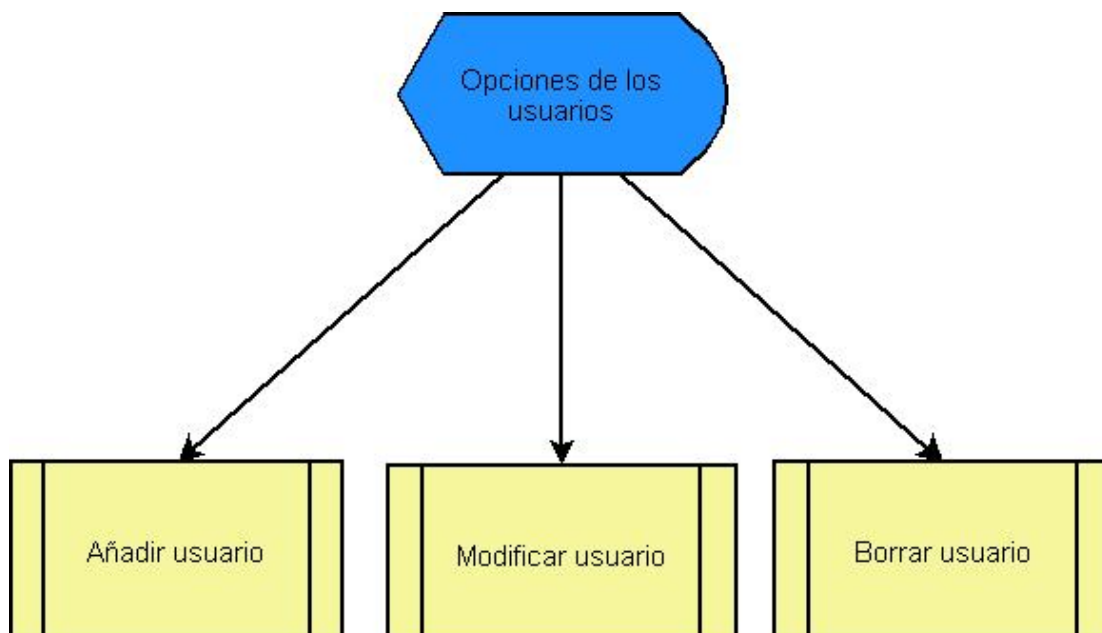 Opciones de los
usuarios
Añadir usuario
Modificar usuario
Borrar usuario